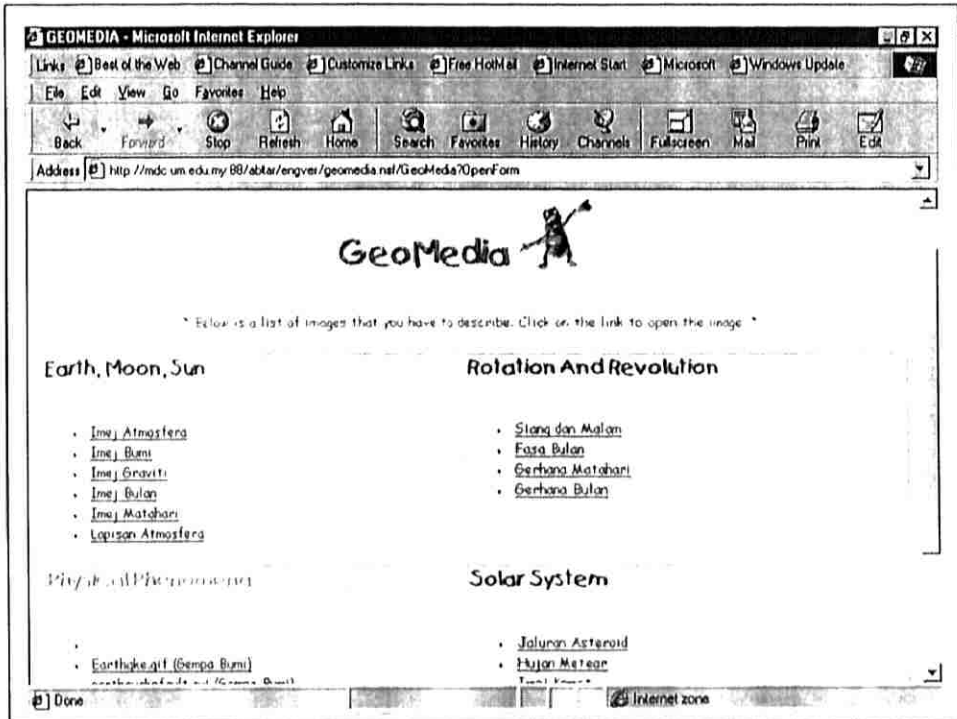 GEOMEDIA - Microsoft Internet Explorer
Links Best of the Web Channel Guide Customize Links Free HotMail Internet Start Microsoft Windows Update
File Edit View Go Favorites Help
Back Forward Stop Refresh Home Search Favorites History Channels Fullscreen Mail Print Edit
Address http://mdc.um.edu.my:88/abtar/engver/geomedia.nsf/GeoMedia?OpenForm
GeoMedia
* Below is a list of images that you have to describe. Click on the link to open the image *
Earth, Moon, Sun
Imej Atmosfera
Imej Bumi
Imej Graviti
Imej Bulan
Imej Matahari
Lapisan Atmosfera
Rotation And Revolution
Siang dan Malam
Fasa Bulan
Gerhana Matahari
Gerhana Bulan
Physical Phenomena
Earthqke.gif (Gempa Bumi)
Solar System
Jaluran Asteroid
Hujan Meteor
Done Internet zone